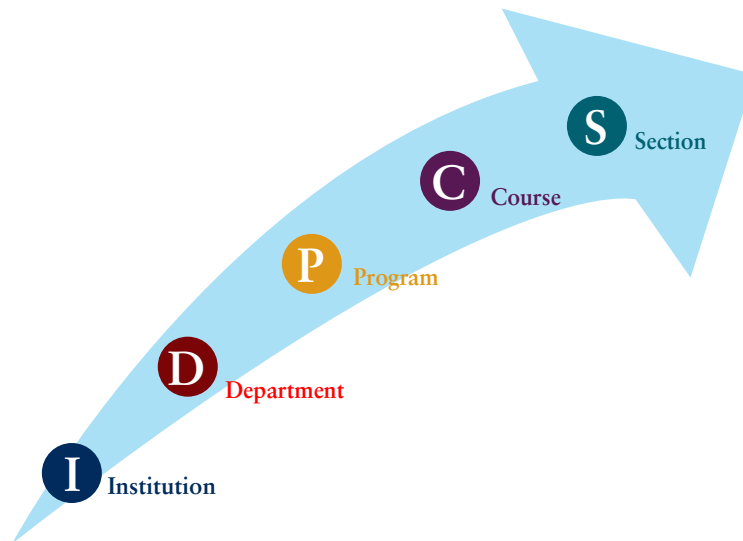 S Section
C Course
P Program
D Department
I Institution